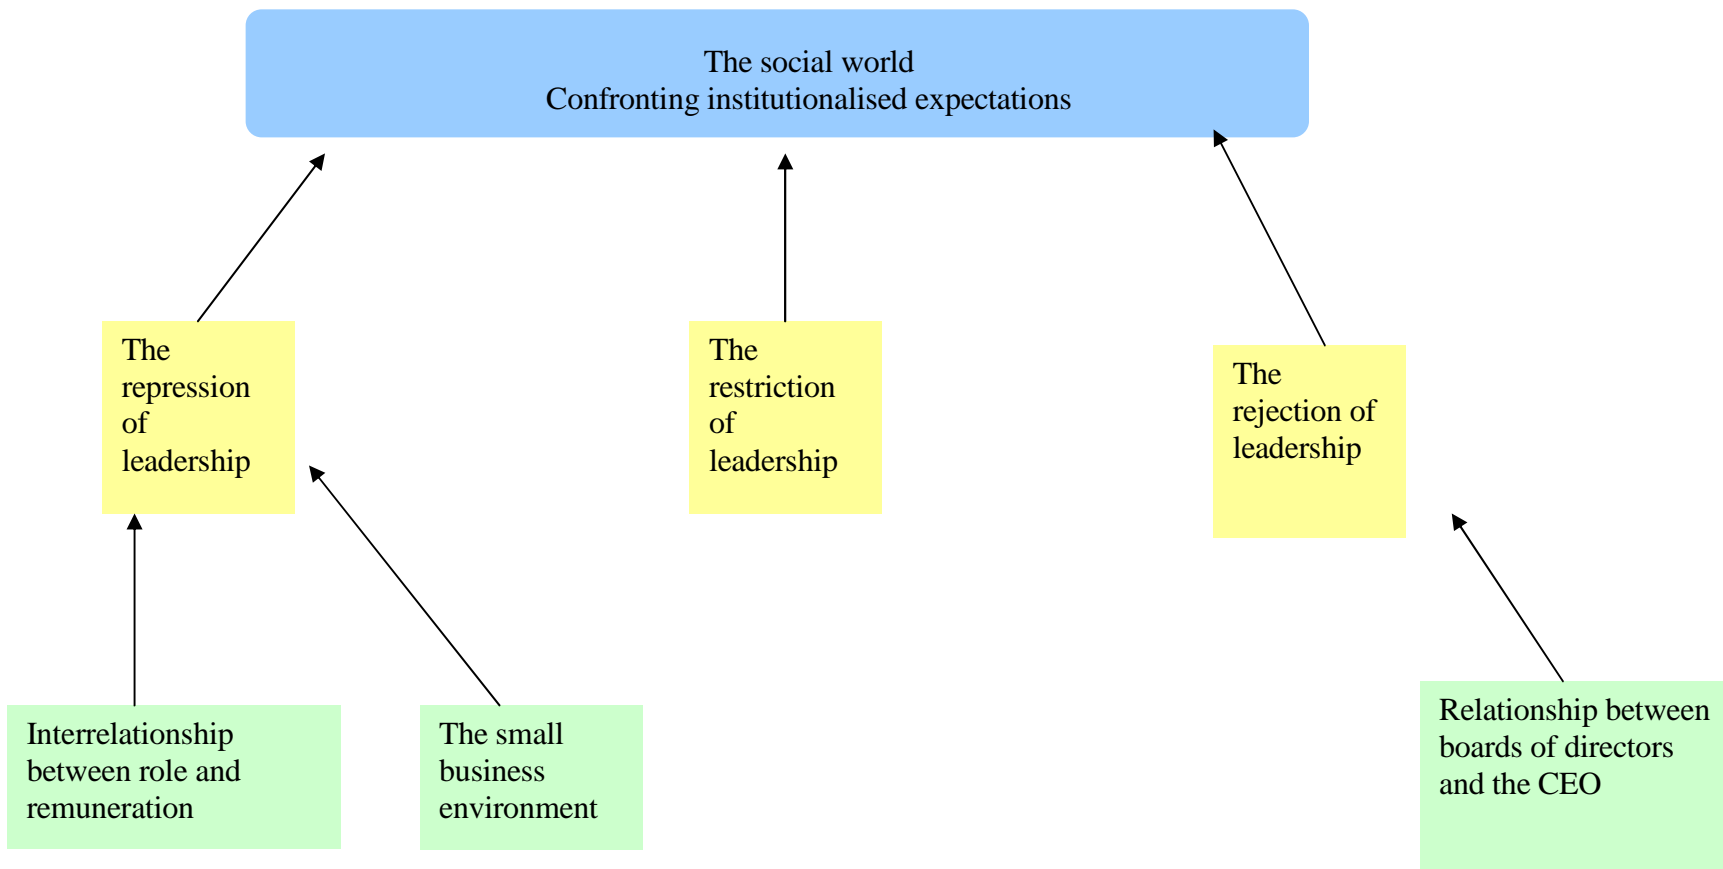 The social world
Confronting institutionalised expectations
The
repression
of
leadership
The
restriction
of
leadership
The
rejection of
leadership
Interrelationship
between role and
remuneration
The small
business
environment
Relationship between
boards of directors
and the CEO